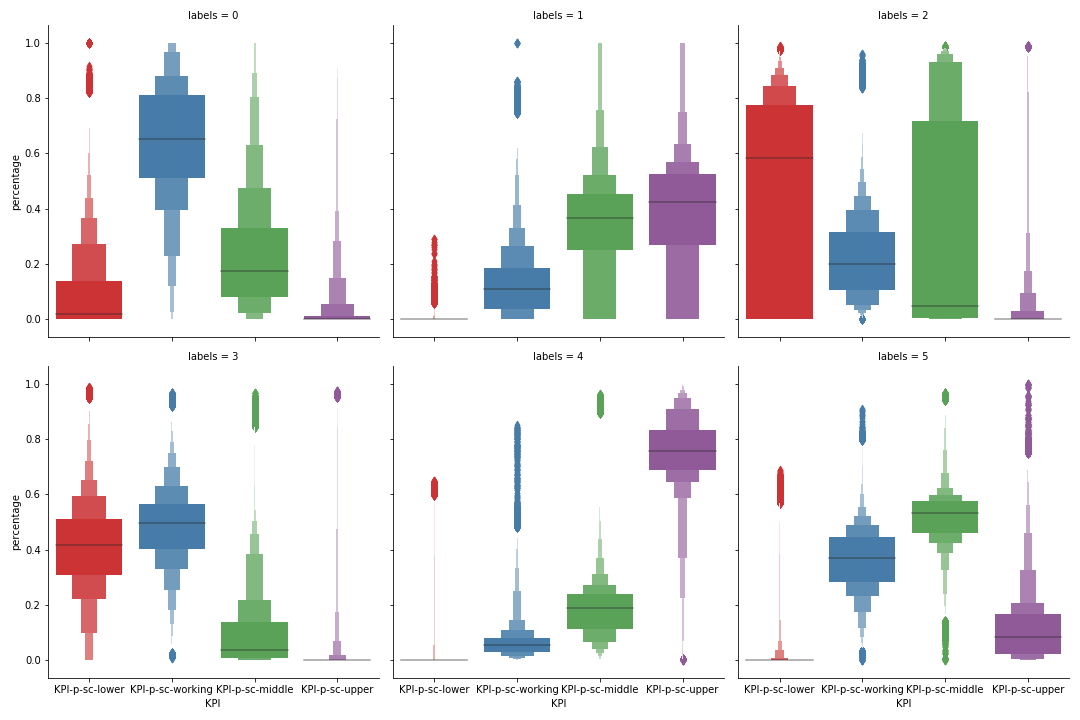 labels = 0
labels = 1
labels = 2
1.0
0.8
0.6
0.4
0.2
0.0
percentage
labels = 3
labels = 4
labels = 5
1.0
0.8
0.6
0.4
0.2
0.0
percentage
KPI-p-sc-lower KPI-p-sc-working KPI-p-sc-middle KPI-p-sc-upper
KPI
KPI-p-sc-lower KPI-p-sc-working KPI-p-sc-middle KPI-p-sc-upper
KPI
KPI-p-sc-lower KPI-p-sc-working KPI-p-sc-middle KPI-p-sc-upper
KPI